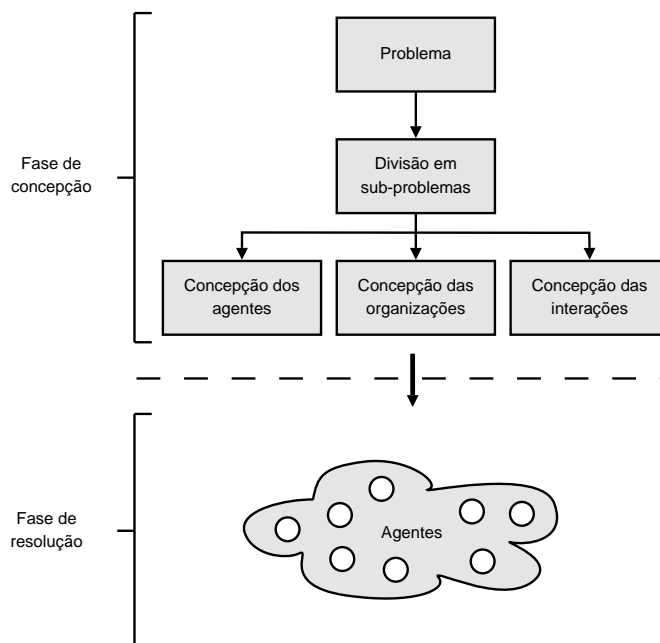 Problema
Fase de
concepção
Divisão em
sub-problemas
Concepção dos
agentes
Concepção das
organizações
Concepção das
interações
Fase de
resolução
Agentes